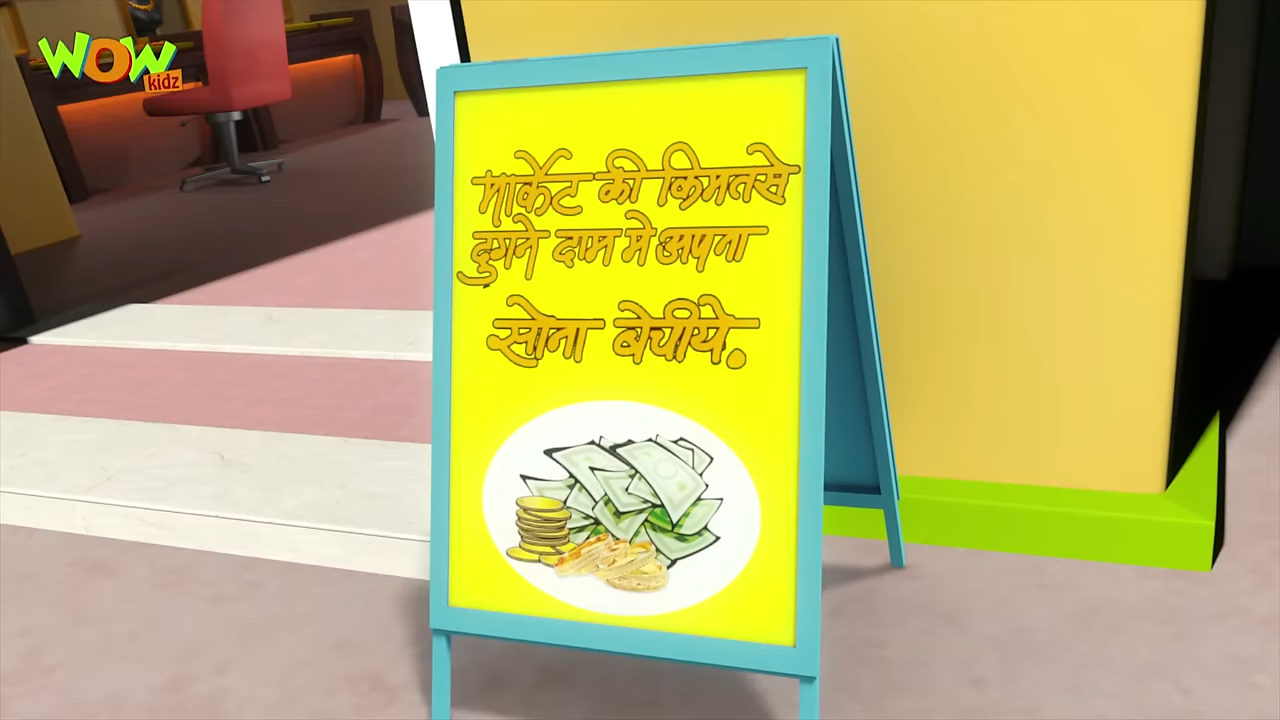 WOW
kidz
मार्केट की किमतसे
दुगने दाम मे अपना
सोना बेचीये.